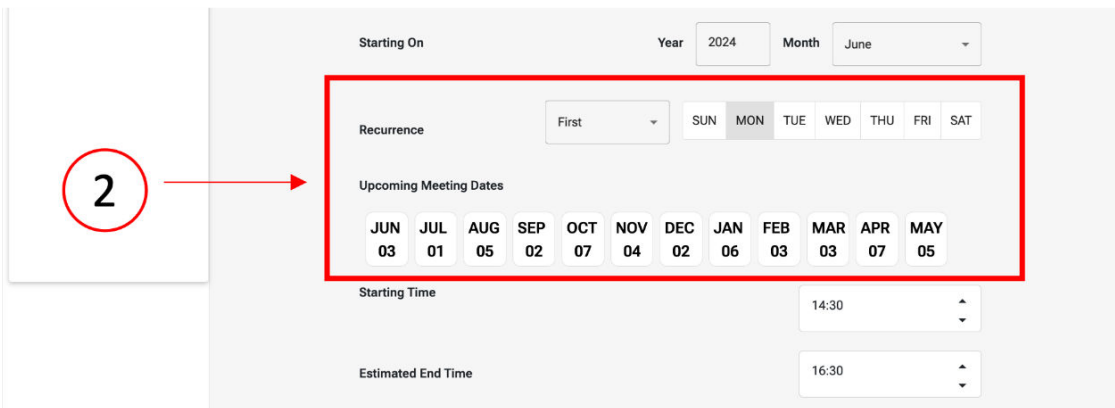 Starting On Year 2024 Month June
Recurrence First SUN MON TUE WED THU FRI SAT
2
Upcoming Meeting Dates
JUN JUL AUG SEP OCT NOV DEC JAN FEB MAR APR MAY
03 01 05 02 07 04 02 06 03 03 07 05
Starting Time 14:30
Estimated End Time 16:30